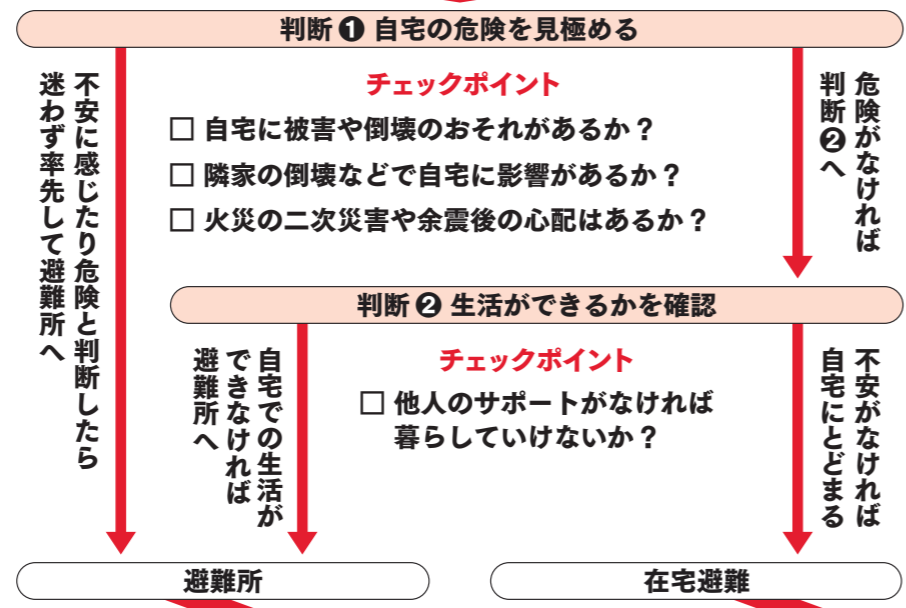 判断❶ 自宅の危険を見極める
不安に感じたり危険と判断したら
迷わず率先して避難所へ
チェックポイント
□ 自宅に被害や倒壊のおそれがあるか？
□ 隣家の倒壊などで自宅に影響があるか？
□ 火災の二次災害や余震後の心配はあるか？
危険がなければ
判断❷へ
判断❷ 生活ができるかを確認
自宅での生活が
できなければ
避難所へ
チェックポイント
□ 他人のサポートがなければ
暮らしていけないか？
不安がなければ
自宅にとどまる
避難所
在宅避難